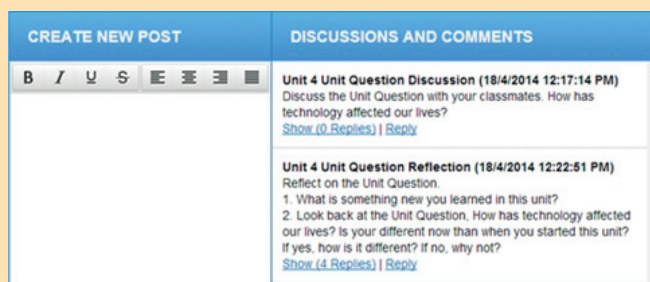 CREATE NEW POST
DISCUSSIONS AND COMMENTS
B I U S
Unit 4 Unit Question Discussion (18/4/2014 12:17:14 PM)
Discuss the Unit Question with your classmates. How has
technology affected our lives?
Show (0 Replies) | Reply
Unit 4 Unit Question Reflection (18/4/2014 12:22:51 PM)
Reflect on the Unit Question.
1. What is something new you learned in this unit?
2. Look back at the Unit Question, How has technology affected
our lives? Is your different now than when you started this unit?
If yes, how is it different? If no, why not?
Show (4 Replies) | Reply